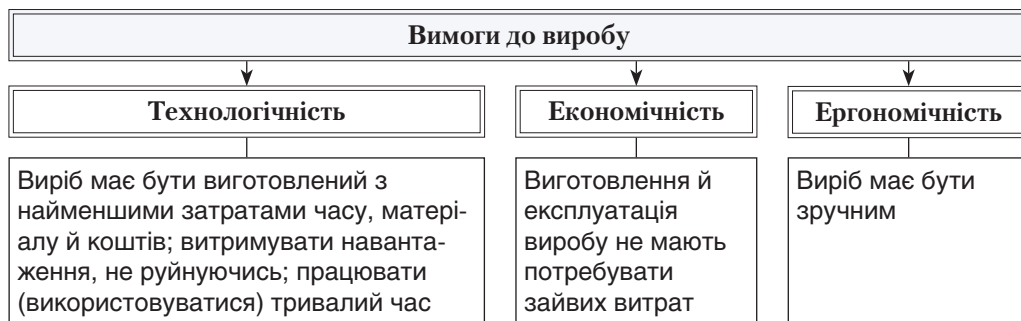 Вимоги до виробу
Технологічність
Економічність
Ергономічність
Виріб має бути виготовлений з
найменшими затратами часу, матері-
алу й коштів; витримувати наванта-
ження, не руйнуючись; працювати
(використовуватися) тривалий час
Виготовлення й
експлуатація
виробу не мають
потребувати
зайвих витрат
Виріб має бути
зручним